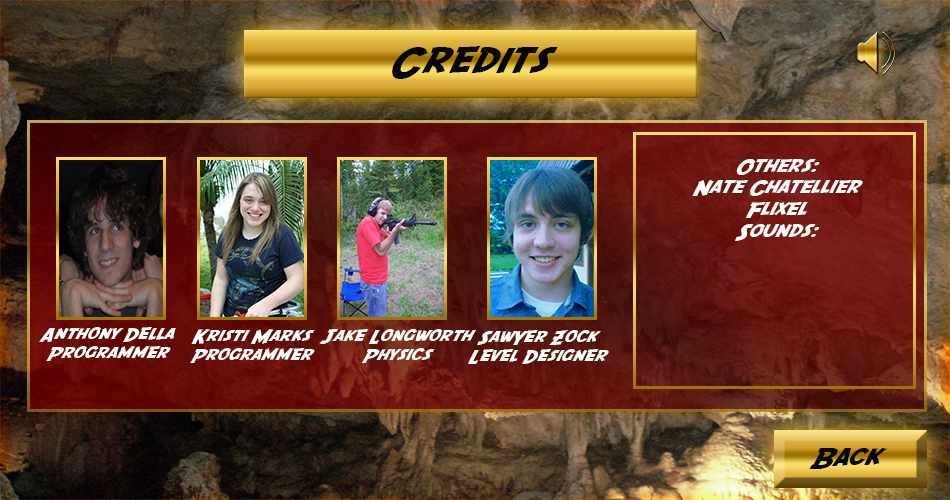 Credits
Anthony Della
Programmer
Kristi Marks
Programmer
Jake Longworth
Physics
Sawyer Zock
Level Designer
Others:
Nate Chatellier
Flixel
Sounds:
Back